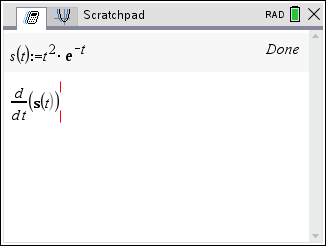 Scratchpad RAD
s(t):=t²·e⁻ᵗ Done
d/dt(s(t))